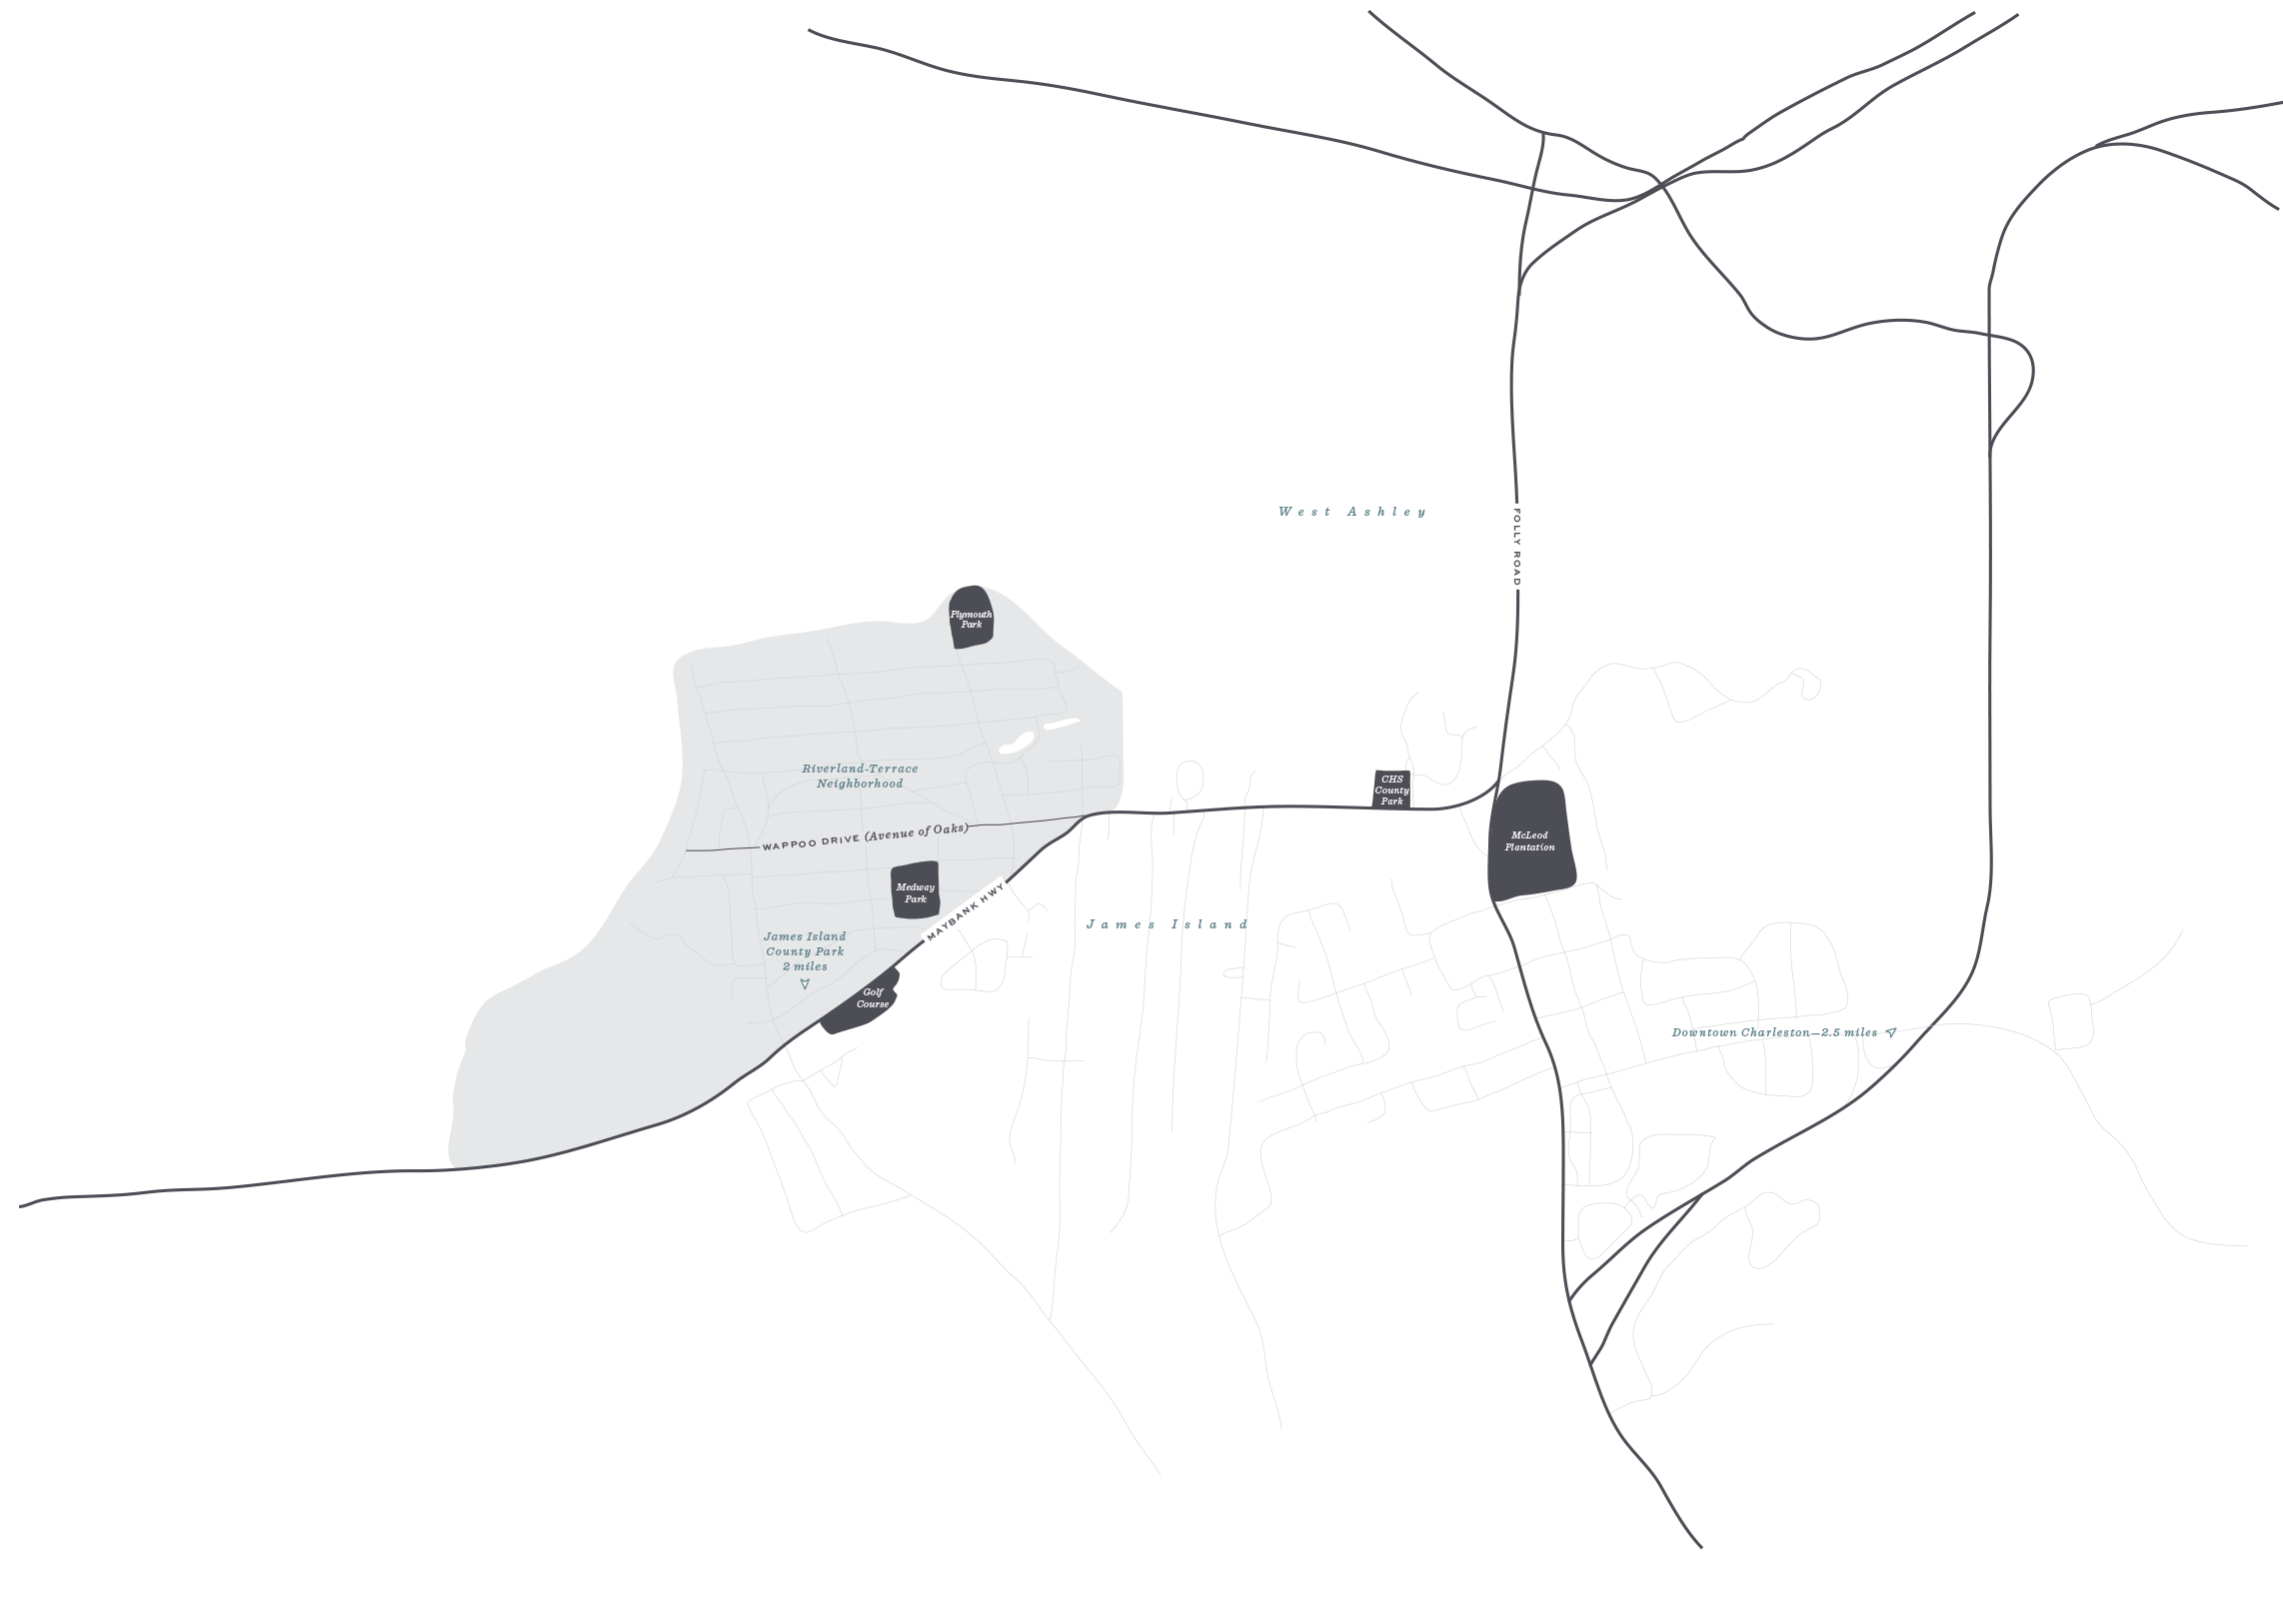 West Ashley
FOLLY ROAD
Plymouth
Park
Riverland-Terrace
Neighborhood
CHS
County
Park
WAPPOO DRIVE (Avenue of Oaks)
McLeod
Plantation
Medway
Park
MAYBANK HWY
James Island
James Island
County Park
2 miles
Golf
Course
Downtown Charleston—2.5 miles